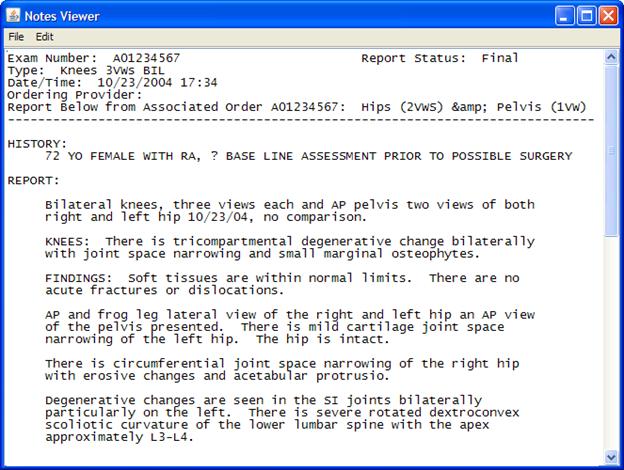 Notes Viewer
File Edit
Exam Number: A01234567 Report Status: Final
Type: Knees 3VWs BIL
Date/Time: 10/23/2004 17:34
Ordering Provider:
Report Below from Associated Order A01234567: Hips (2VWS) &amp; Pelvis (1VW)
HISTORY:
72 YO FEMALE WITH RA, ? BASE LINE ASSESSMENT PRIOR TO POSSIBLE SURGERY
REPORT:
Bilateral knees, three views each and AP pelvis two views of both
right and left hip 10/23/04, no comparison.
KNEES: There is tricompartmental degenerative change bilaterally
with joint space narrowing and small marginal osteophytes.
FINDINGS: Soft tissues are within normal limits. There are no
acute fractures or dislocations.
AP and frog leg lateral view of the right and left hip an AP view
of the pelvis presented. There is mild cartilage joint space
narrowing of the left hip. The hip is intact.
There is circumferential joint space narrowing of the right hip
with erosive changes and acetabular protrusio.
Degenerative changes are seen in the SI joints bilaterally
particularly on the left. There is severe rotated dextroconvex
scoliotic curvature of the lower lumbar spine with the apex
approximately L3-L4.